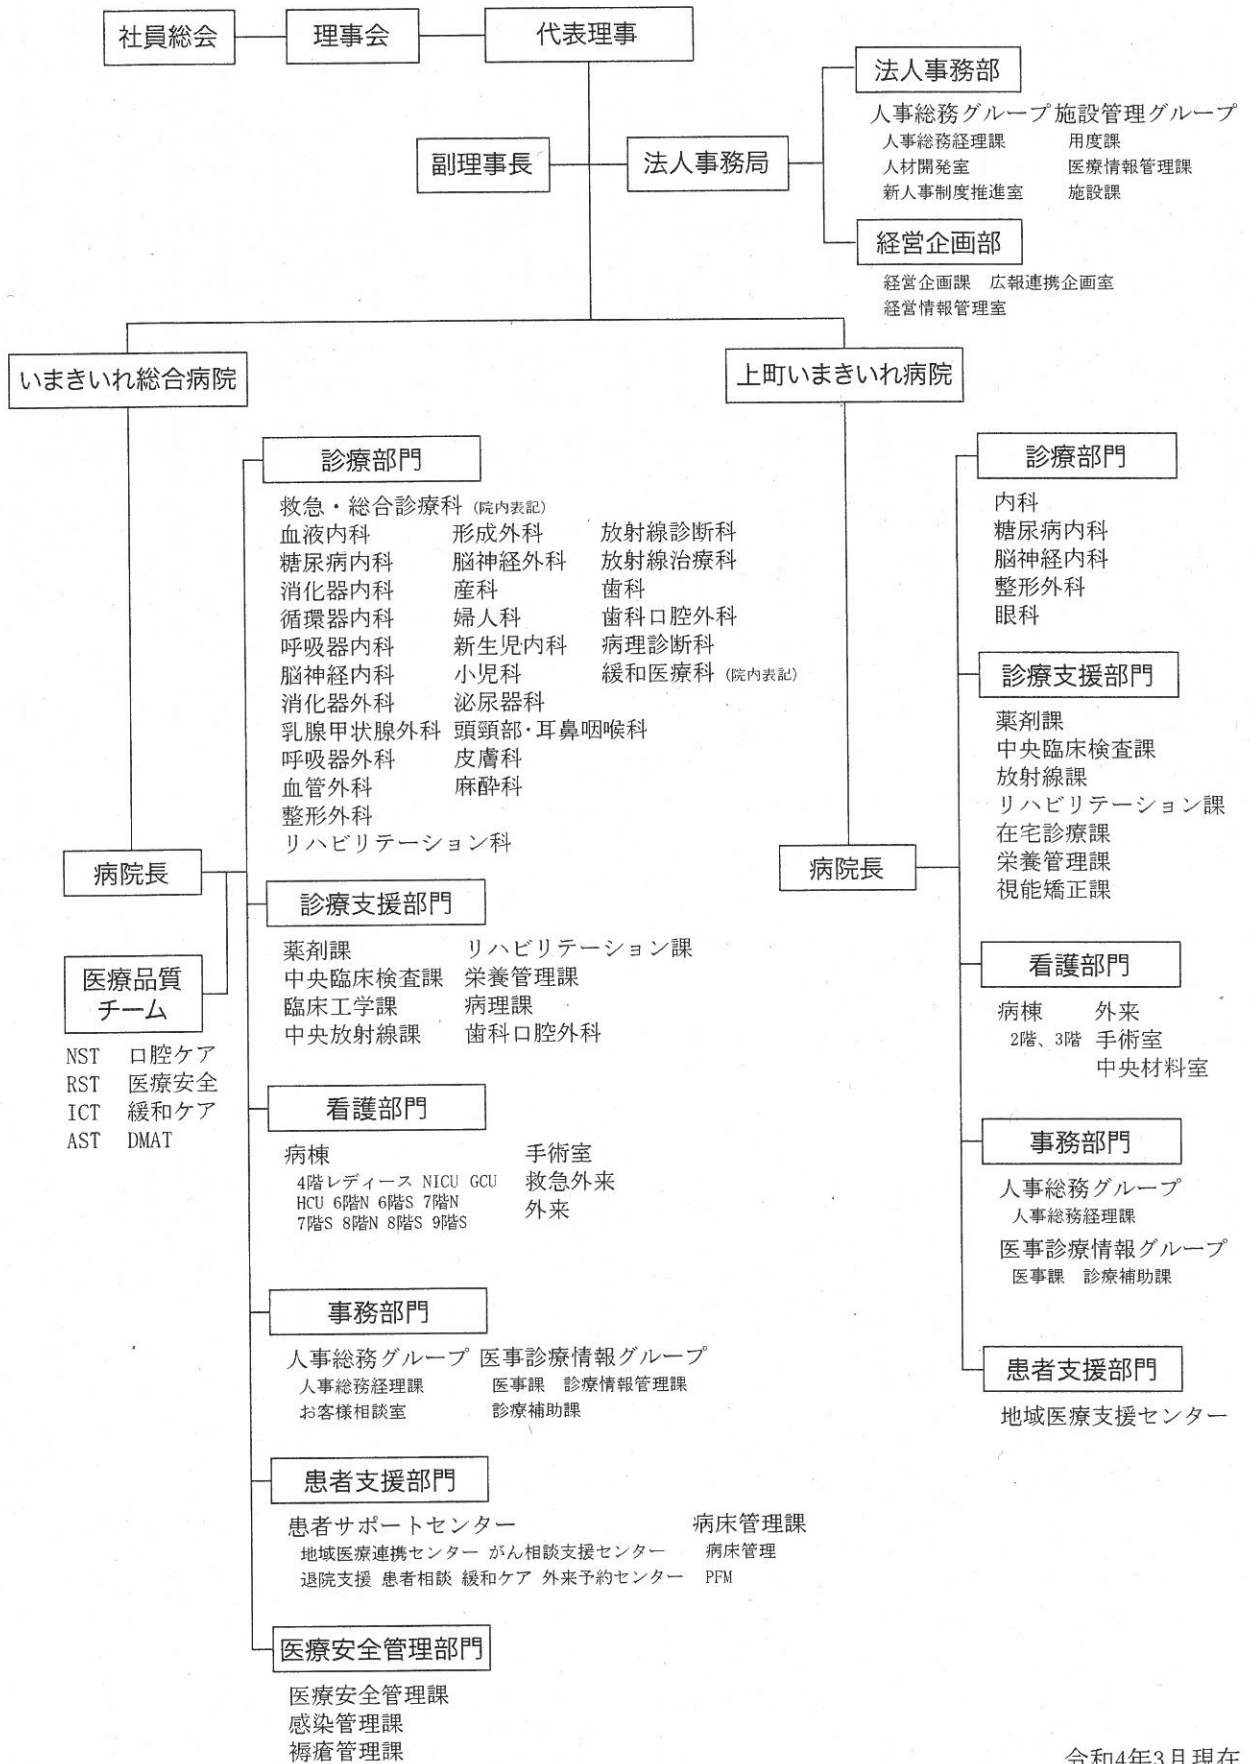 社員総会 理事会 代表理事
法人事務部
人事総務グループ 施設管理グループ
人事総務経理課 用度課
人材開発室 医療情報管理課
新人事制度推進室 施設課
副理事長 法人事務局
経営企画部
経営企画課 広報連携企画室
経営情報管理室
いまきいれ総合病院
診療部門
救急・総合診療科 (院内表記)
血液内科 形成外科 放射線診断科
糖尿病内科 脳神経外科 放射線治療科
消化器内科 産科 歯科
循環器内科 婦人科 歯科口腔外科
呼吸器内科 新生児内科 病理診断科
脳神経内科 小児科 緩和医療科 (院内表記)
消化器外科 泌尿器科
乳腺甲状腺外科 頭頸部・耳鼻咽喉科
呼吸器外科 皮膚科
血管外科 麻酔科
整形外科
リハビリテーション科
病院長
医療品質
チーム
NST 口腔ケア
RST 医療安全
ICT 緩和ケア
AST DMAT
診療支援部門
薬剤課 リハビリテーション課
中央臨床検査課 栄養管理課
臨床工学課 病理課
中央放射線課 歯科口腔外科
看護部門
病棟 手術室
4階レディース NICU GCU 救急外来
HCU 6階N 6階S 7階N
7階S 8階N 8階S 9階S 外来
事務部門
人事総務グループ 医事診療情報グループ
人事総務経理課 医事課 診療情報管理課
お客様相談室 診療補助課
患者支援部門
患者サポートセンター 病床管理課
地域医療連携センター がん相談支援センター 病床管理
退院支援 患者相談 緩和ケア 外来予約センター PFM
医療安全管理部門
医療安全管理課
感染管理課
褥瘡管理課
上町いまきいれ病院
診療部門
内科
糖尿病内科
脳神経内科
整形外科
眼科
病院長
診療支援部門
薬剤課
中央臨床検査課
放射線課
リハビリテーション課
在宅診療課
栄養管理課
視能矯正課
看護部門
病棟 外来
2階、3階 手術室
中央材料室
事務部門
人事総務グループ
人事総務経理課
医事診療情報グループ
医事課 診療補助課
患者支援部門
地域医療支援センター
令和4年3月現在